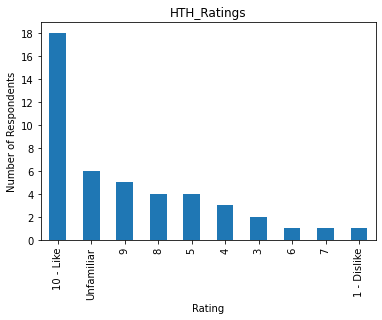 HTH_Ratings
Number of Respondents
18
16
14
12
10
8
6
4
2
0
10 - Like
Unfamiliar
9
8
5
4
3
6
7
1 - Dislike
Rating